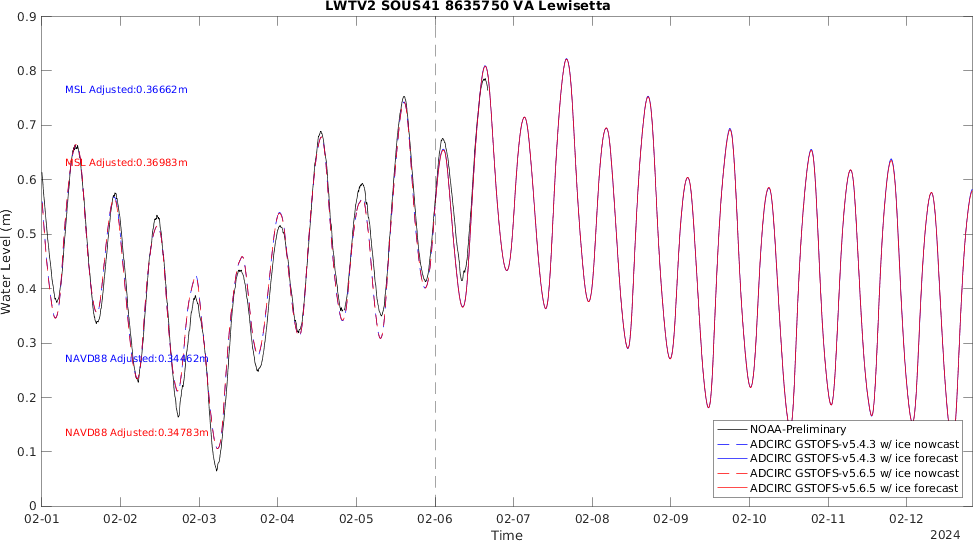 LWTV2 SOUS41 8635750 VA Lewisetta
0.9
0.8
0.7
0.6
0.5
0.4
0.3
0.2
0.1
0
Water Level (m)
MSL Adjusted:0.36662m
MSL Adjusted:0.36983m
NAVD88 Adjusted:0.34462m
NAVD88 Adjusted:0.34783m
NOAA-Preliminary
ADCIRC GSTOFS-v5.4.3 w/ ice nowcast
ADCIRC GSTOFS-v5.4.3 w/ ice forecast
ADCIRC GSTOFS-v5.6.5 w/ ice nowcast
ADCIRC GSTOFS-v5.6.5 w/ ice forecast
02-01 02-02 02-03 02-04 02-05 02-06 02-07 02-08 02-09 02-10 02-11 02-12
Time
2024